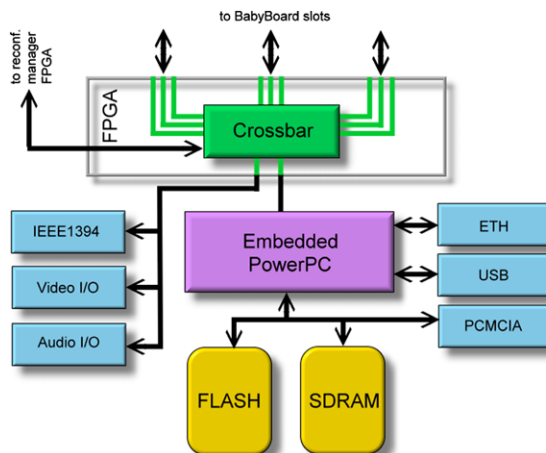 to BabyBoard slots
to reconf.
manager
FPGA
FPGA
Crossbar
IEEE1394
Video I/O
Audio I/O
Embedded
PowerPC
ETH
USB
PCMCIA
FLASH
SDRAM